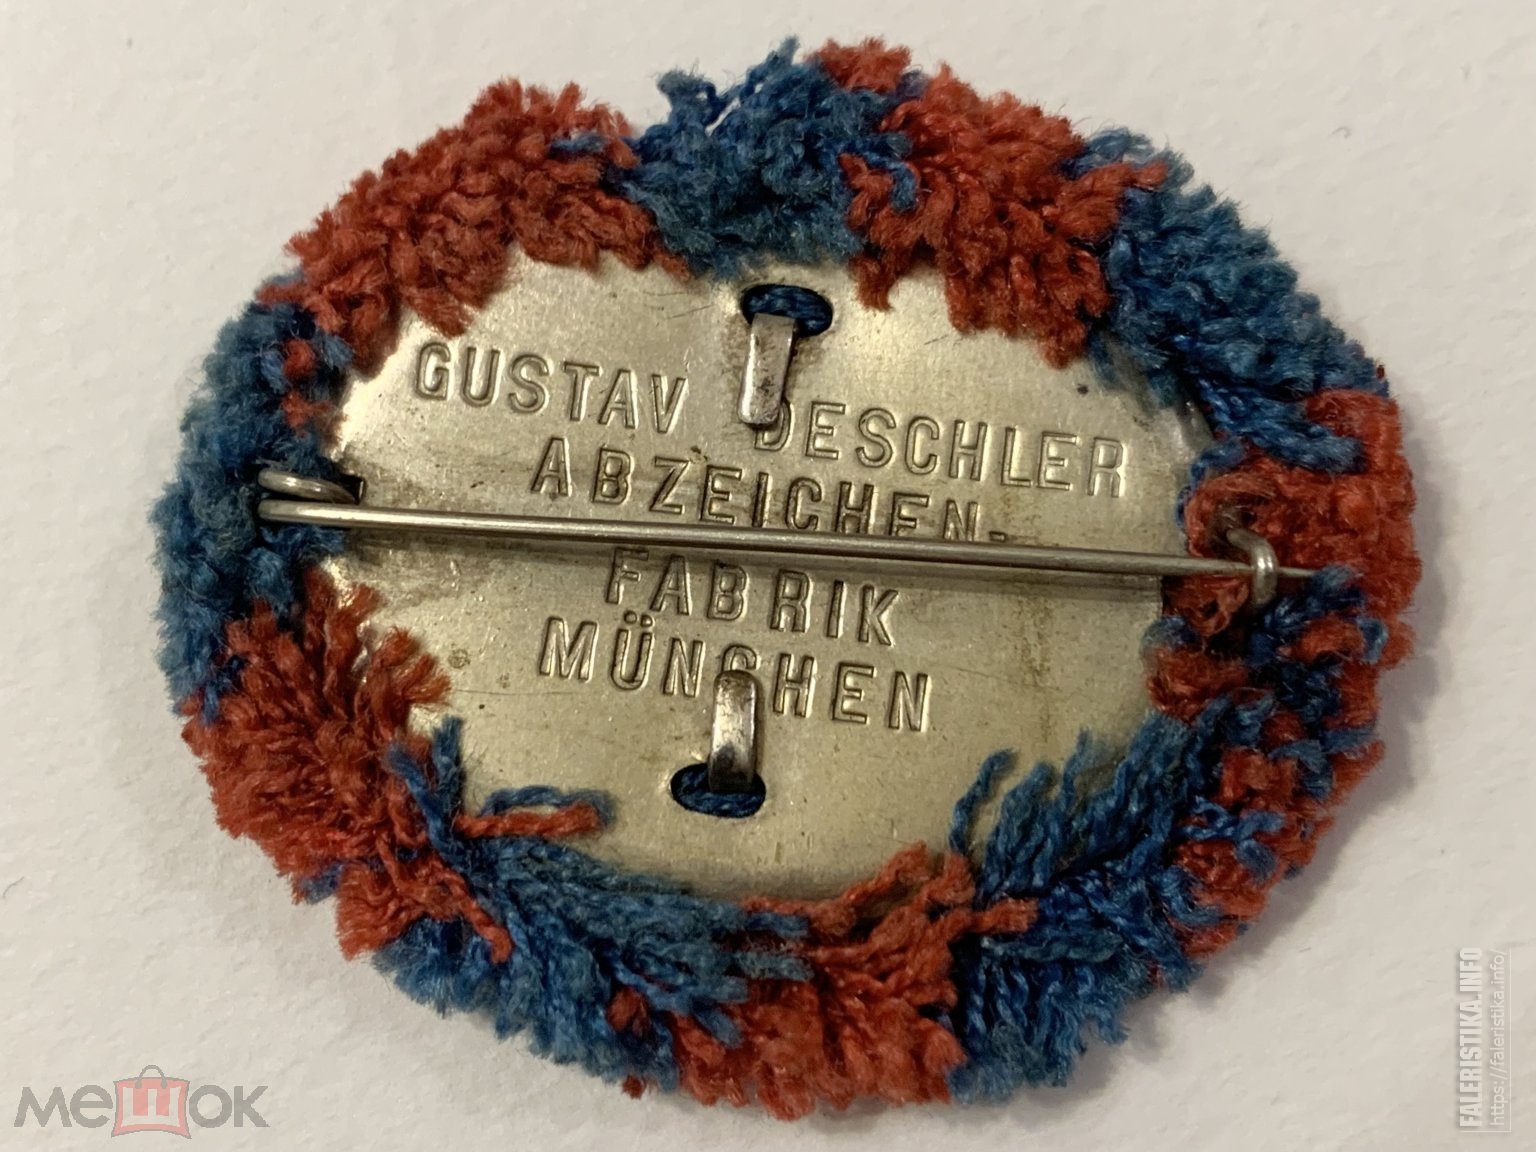 GUSTAV DESCHLER
ABZEICHEN-
FABRIK
MÜNCHEN
мешок
FALERISTIKA.INFO
https://faleristika.info/